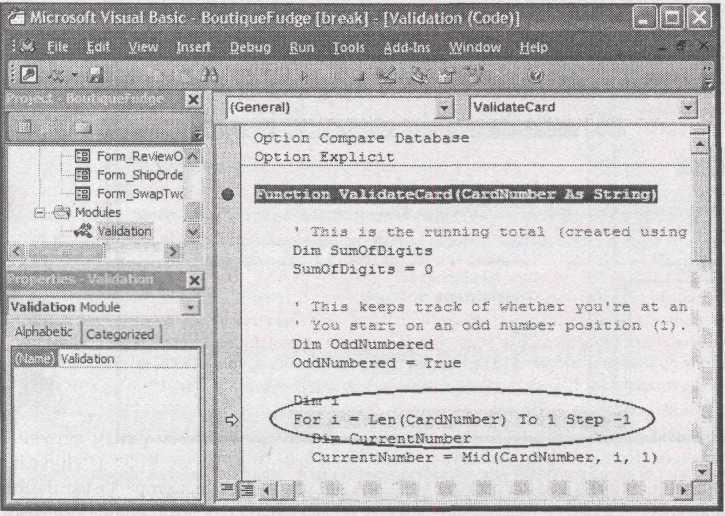 Microsoft Visual Basic - BoutiqueFudge [break] - [Validation (Code)]
File Edit View Insert Debug Run Tools Add-Ins Window Help
Project - BoutiqueFudge
Form_ReviewO
Form_ShipOrde
Form_SwapTwo
Modules
Validation
Properties - Validation
Validation Module
Alphabetic Categorized
(Name) Validation
(General) ValidateCard
Option Compare Database
Option Explicit
Function ValidateCard(CardNumber As String)
' This is the running total (created using
Dim SumOfDigits
SumOfDigits = 0
' This keeps track of whether you're at an
' You start on an odd number position (1).
Dim OddNumbered
OddNumbered = True
Dim i
For i = Len(CardNumber) To 1 Step -1
Dim CurrentNumber
CurrentNumber = Mid(CardNumber, i, 1)